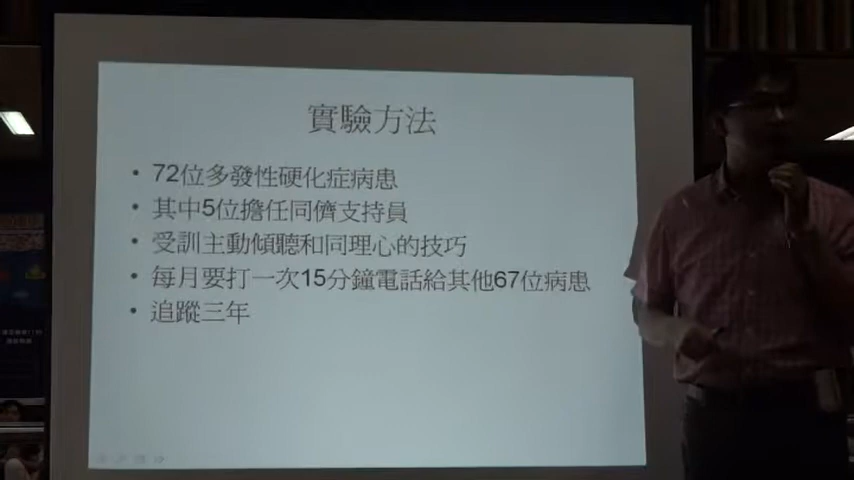 實驗方法
• 72位多發性硬化症病患
• 其中5位擔任同儕支持員
• 受訓主動傾聽和同理心的技巧
• 每月要打一次15分鐘電話給其他67位病患
• 追蹤三年